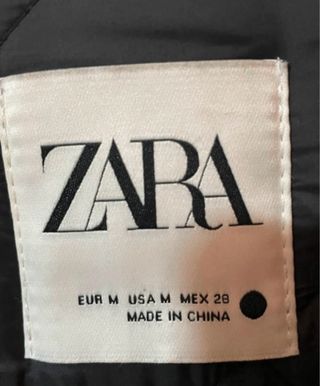 ZARA
EUR M USA M MEX 28
MADE IN CHINA